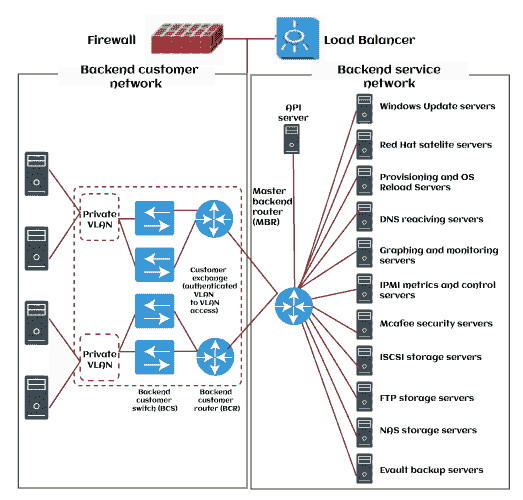 Firewall
Load Balancer
Backend customer
network
Backend service
network
API
server
Windows Update servers
Red Hat satelite servers
Provisioning and OS
Reload Servers
DNS reaciving servers
Graphing and monitoring
servers
IPMI metrics and control
servers
Mcafee security servers
ISCSI storage servers
FTP storage servers
NAS storage servers
Evault backup servers
Master
backend
router
(MBR)
Private
VLAN
Customer
exchange
(authenticated
VLAN
to VLAN
access)
Private
VLAN
Backend
customer
switch (BCS)
Backend
customer
router (BCR)